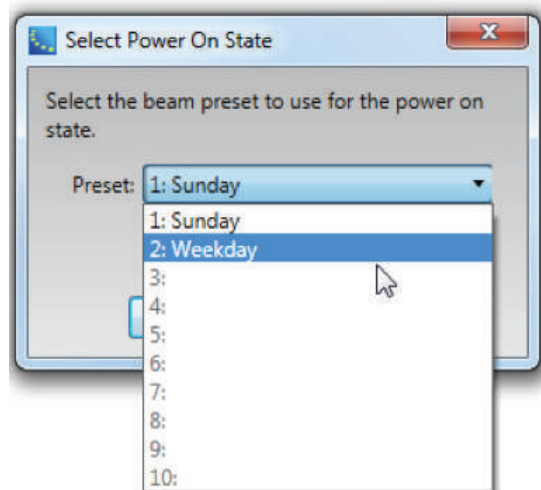 Select Power On State
Select the beam preset to use for the power on
state.
Preset: 1: Sunday
1: Sunday
2: Weekday
3:
4:
5:
6:
7:
8:
9:
10: